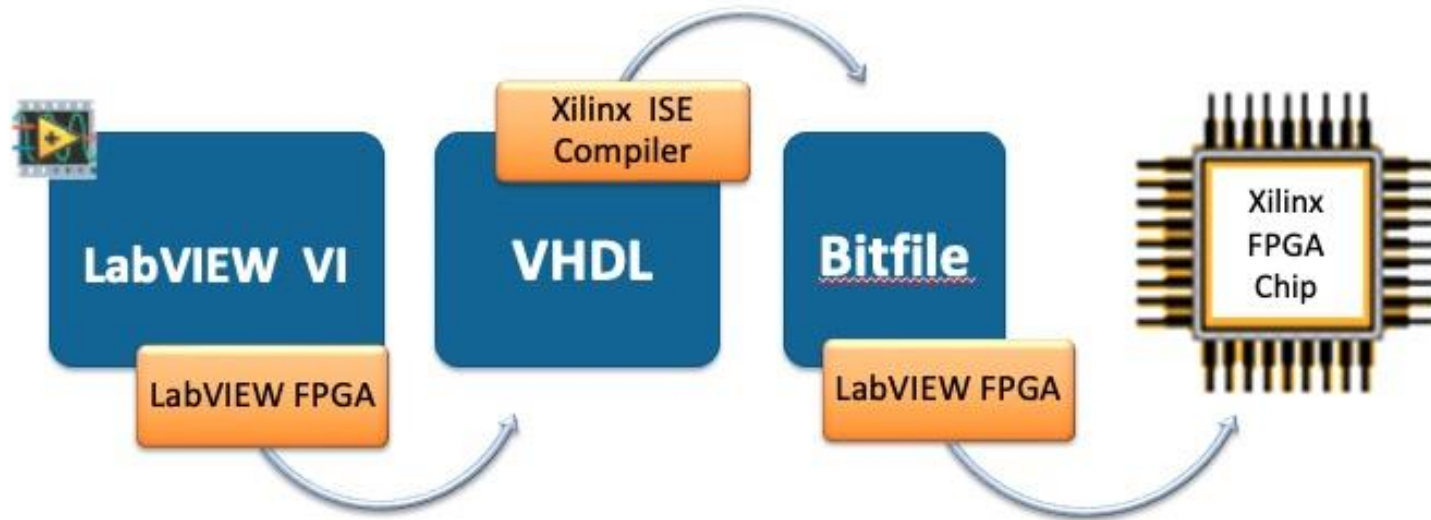 LabVIEW VI
LabVIEW FPGA
Xilinx ISE
Compiler
VHDL
Bitfile
LabVIEW FPGA
Xilinx
FPGA
Chip